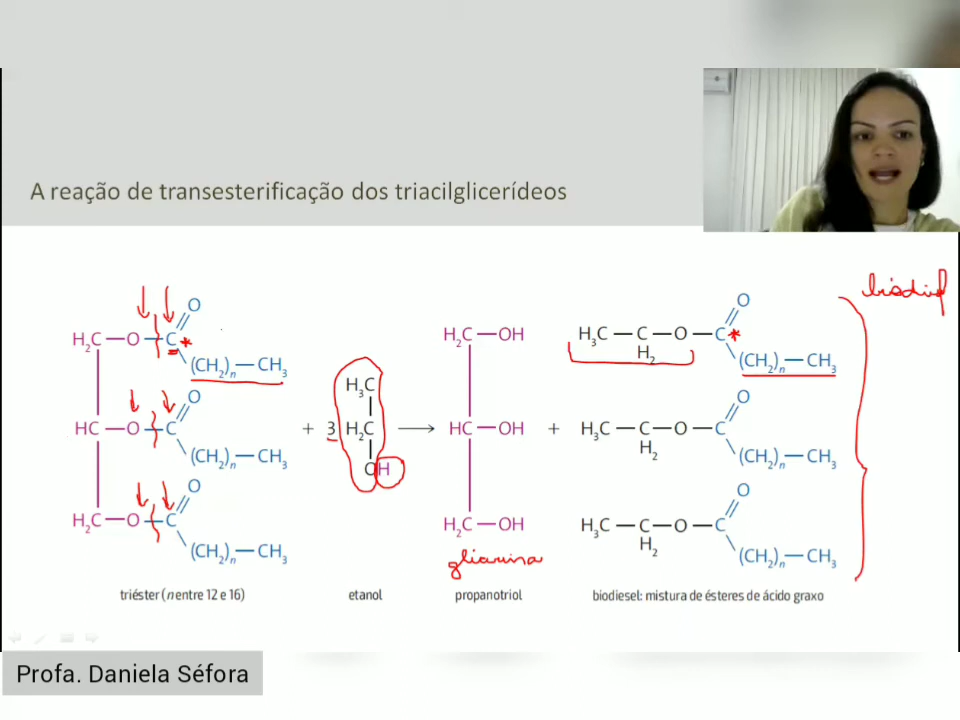 A reação de transesterificação dos triacilglicerídeos
biodief
O
O
H₂C—O—C*
H₃C—C—O—C*
H₂C—OH
H₂
(CH₂)ₙ—CH₃
(CH₂)ₙ—CH₃
H₃C
O
O
HC—O—C
+ 3 H₂C
HC—OH
+
H₃C—C—O—C
H₂
(CH₂)ₙ—CH₃
OH
(CH₂)ₙ—CH₃
O
O
H₂C—O—C
H₂C—OH
H₃C—C—O—C
H₂
(CH₂)ₙ—CH₃
(CH₂)ₙ—CH₃
glicerina
triéster (n entre 12 e 16)
etanol
propanotriol
biodiesel: mistura de ésteres de ácido graxo
Profa. Daniela Séfora